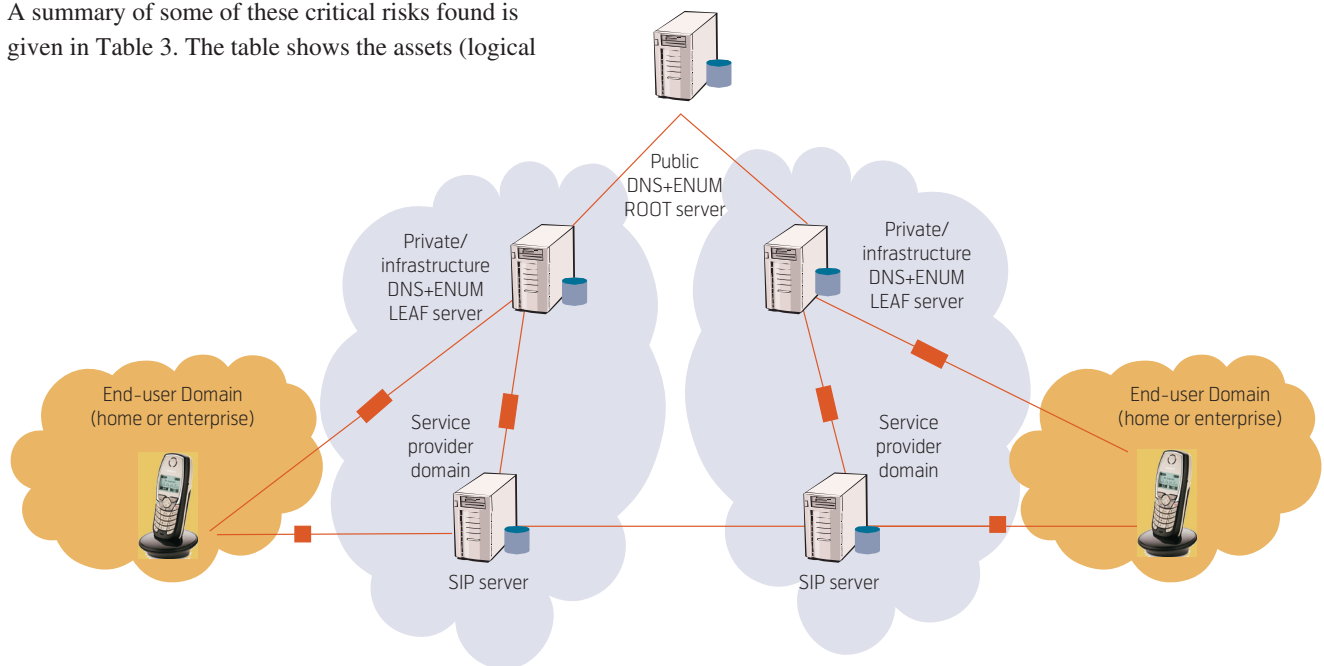 A summary of some of these critical risks found is
given in Table 3. The table shows the assets (logical
Public
DNS+ENUM
ROOT server
Private/
infrastructure
DNS+ENUM
LEAF server
Private/
infrastructure
DNS+ENUM
LEAF server
End-user Domain
(home or enterprise)
Service
provider
domain
Service
provider
domain
End-user Domain
(home or enterprise)
SIP server
SIP server